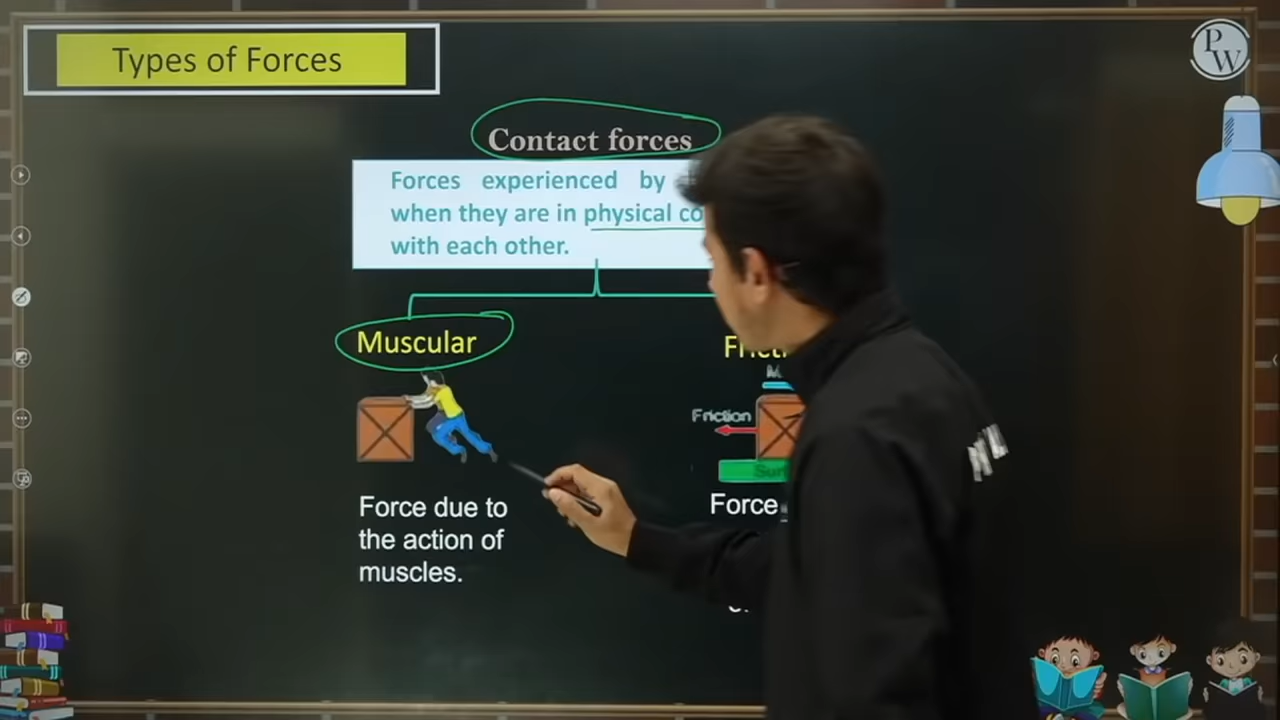 Types of Forces
PW
Contact forces
Forces experienced by
when they are in physical
with each other.
Muscular
Friction
Force due to
the action of
muscles.
Force